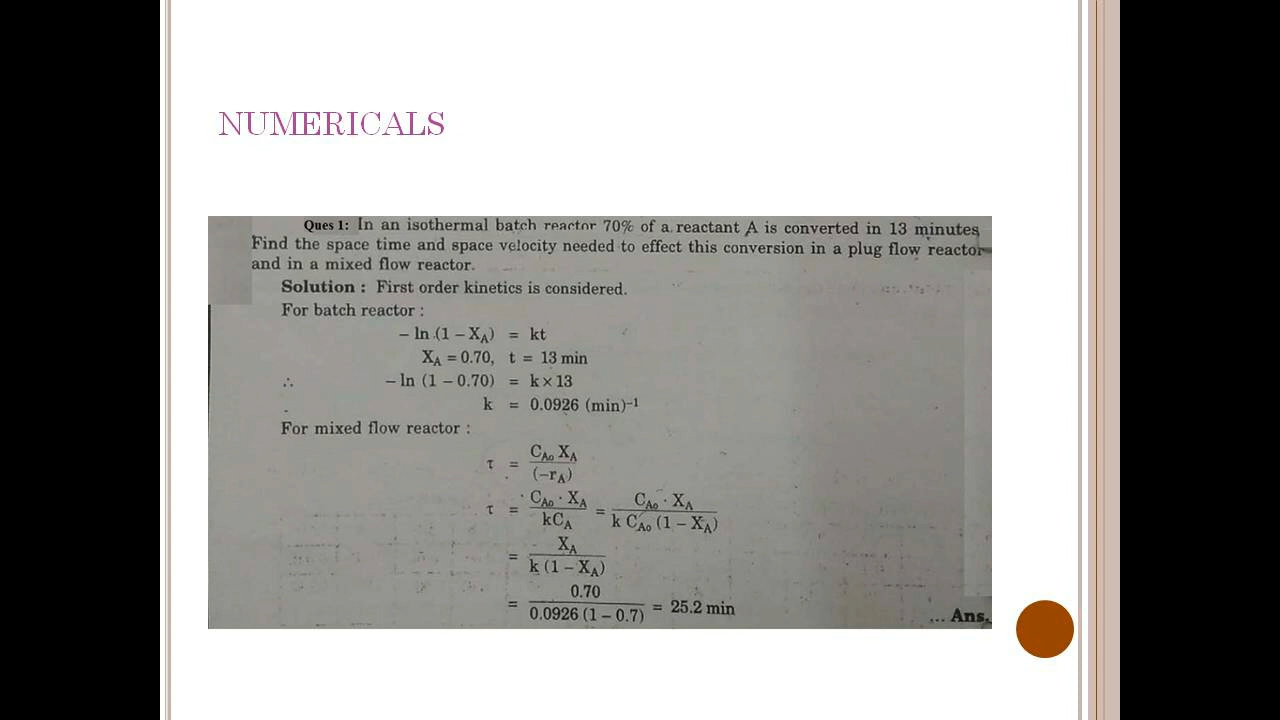 NUMERICALS
Ques 1: In an isothermal batch reactor 70% of a reactant A is converted in 13 minutes
Find the space time and space velocity needed to effect this conversion in a plug flow reactor
and in a mixed flow reactor.
Solution : First order kinetics is considered.
For batch reactor :
– ln (1 – X_A) = kt
X_A = 0.70, t = 13 min
∴ – ln (1 – 0.70) = k × 13
k = 0.0926 (min)⁻¹
For mixed flow reactor :
τ = C_Ao X_A / (–r_A)
τ = C_Ao · X_A / kC_A = C_Ao · X_A / k C_Ao (1 – X_A)
= X_A / k (1 – X_A)
= 0.70 / 0.0926 (1 – 0.7) = 25.2 min
... Ans.